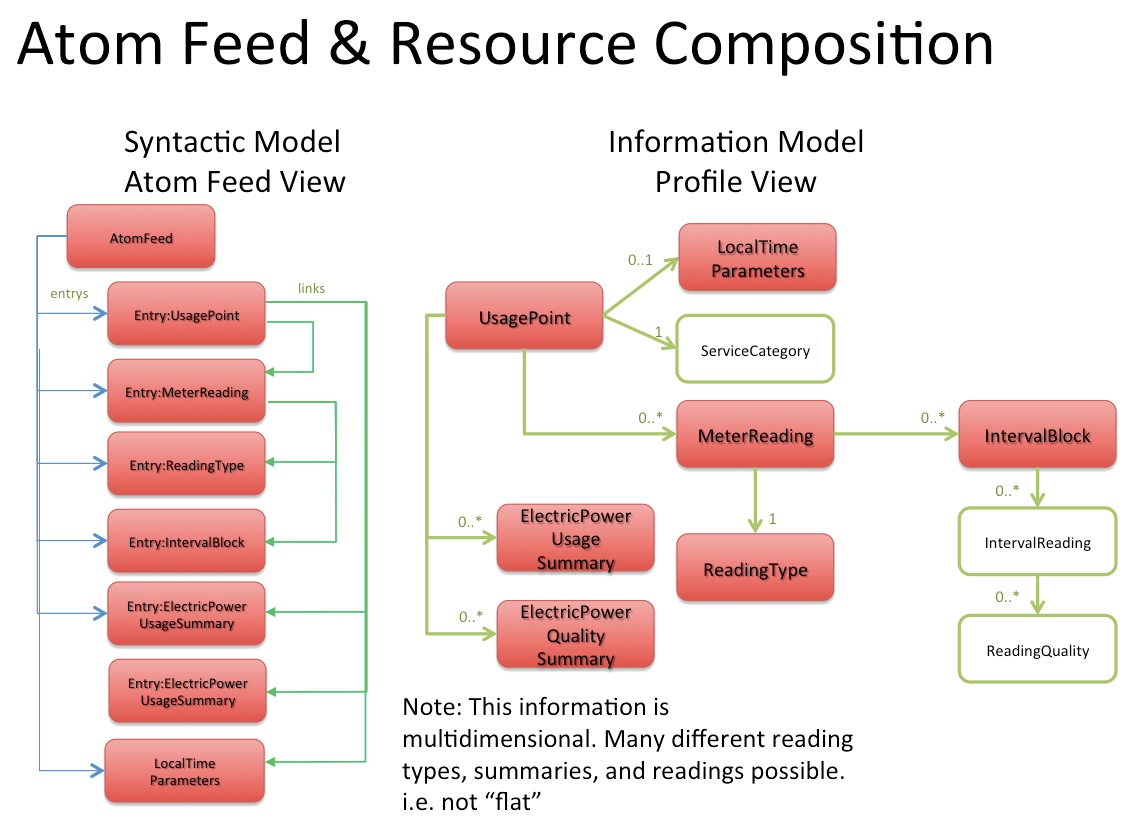 Atom Feed & Resource Composition
Syntactic Model
Atom Feed View
AtomFeed
entrys
links
Entry:UsagePoint
Entry:MeterReading
Entry:ReadingType
Entry:IntervalBlock
Entry:ElectricPower
UsageSummary
Entry:ElectricPower
UsageSummary
LocalTime
Parameters
Information Model
Profile View
UsagePoint
0..1
LocalTime
Parameters
1
ServiceCategory
0..*
MeterReading
0..*
IntervalBlock
0..*
ElectricPower
Usage
Summary
1
ReadingType
0..*
IntervalReading
0..*
ElectricPower
Quality
Summary
0..*
ReadingQuality
Note: This information is
multidimensional. Many different reading
types, summaries, and readings possible.
i.e. not “flat”